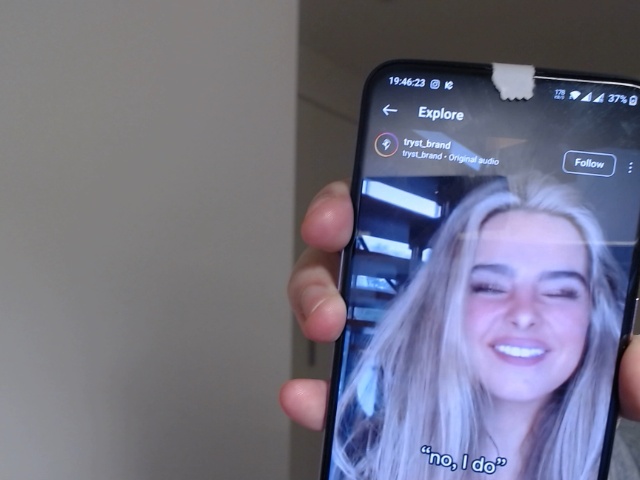 19:46:23
37%
Explore
tryst_brand
Follow
tryst_brand • Original audio
“no, I do”